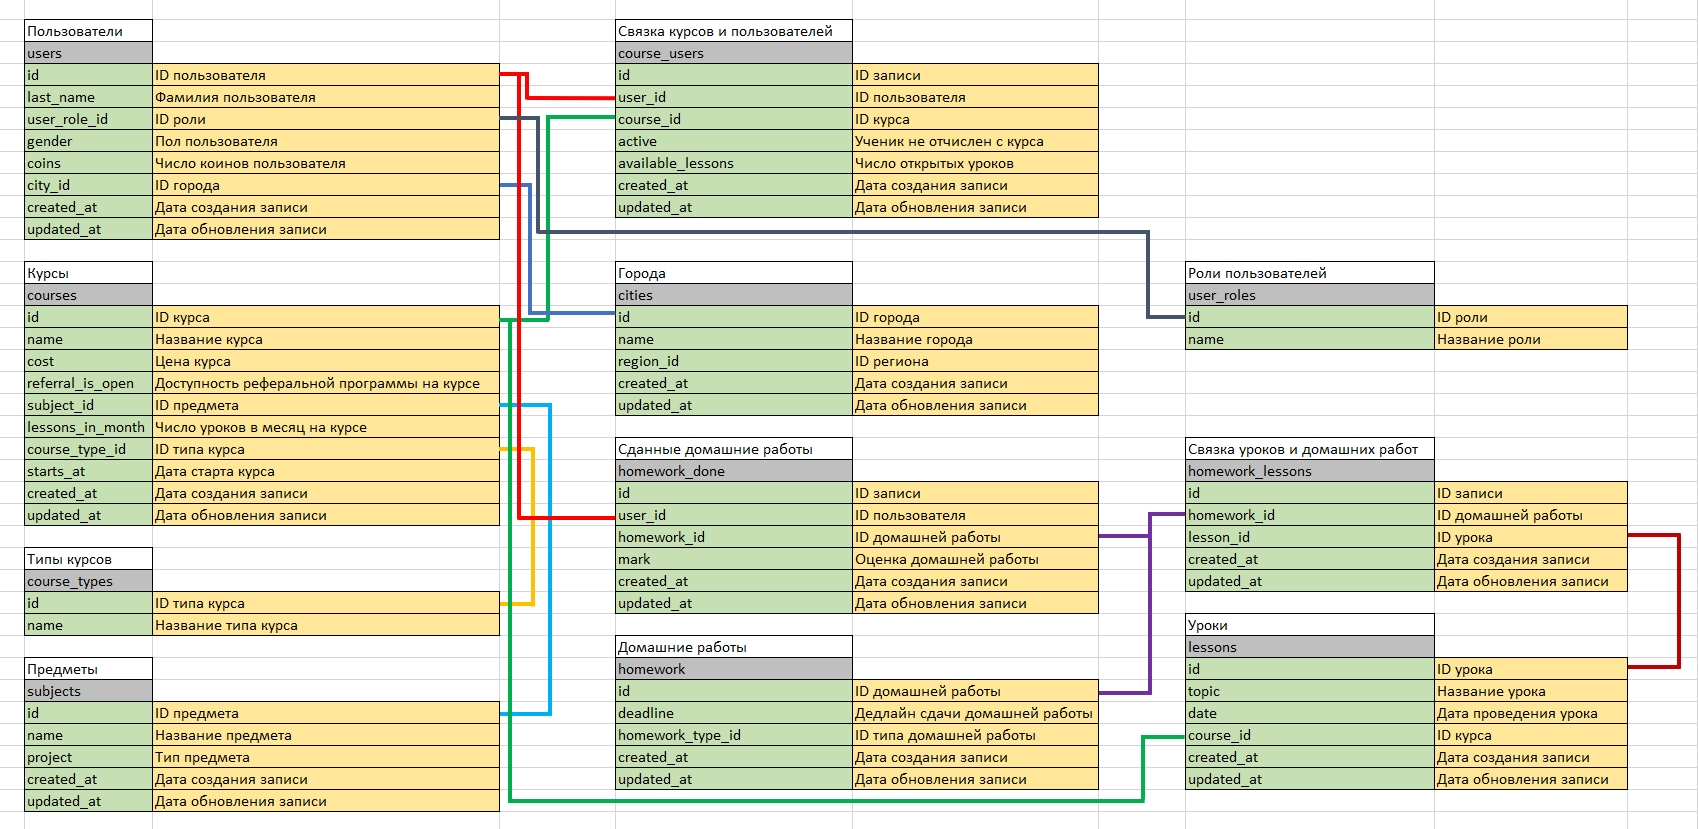 Пользователи
users
id ID пользователя
last_name Фамилия пользователя
user_role_id ID роли
gender Пол пользователя
coins Число коинов пользователя
city_id ID города
created_at Дата создания записи
updated_at Дата обновления записи
Связка курсов и пользователей
course_users
id ID записи
user_id ID пользователя
course_id ID курса
active Ученик не отчислен с курса
available_lessons Число открытых уроков
created_at Дата создания записи
updated_at Дата обновления записи
Курсы
courses
id ID курса
name Название курса
cost Цена курса
referral_is_open Доступность реферальной программы на курсе
subject_id ID предмета
lessons_in_month Число уроков в месяц на курсе
course_type_id ID типа курса
starts_at Дата старта курса
created_at Дата создания записи
updated_at Дата обновления записи
Города
cities
id ID города
name Название города
region_id ID региона
created_at Дата создания записи
updated_at Дата обновления записи
Роли пользователей
user_roles
id ID роли
name Название роли
Сданные домашние работы
homework_done
id ID записи
user_id ID пользователя
homework_id ID домашней работы
mark Оценка домашней работы
created_at Дата создания записи
updated_at Дата обновления записи
Связка уроков и домашних работ
homework_lessons
id ID записи
homework_id ID домашней работы
lesson_id ID урока
created_at Дата создания записи
updated_at Дата обновления записи
Типы курсов
course_types
id ID типа курса
name Название типа курса
Предметы
subjects
id ID предмета
name Название предмета
project Тип предмета
created_at Дата создания записи
updated_at Дата обновления записи
Домашние работы
homework
id ID домашней работы
deadline Дедлайн сдачи домашней работы
homework_type_id ID типа домашней работы
created_at Дата создания записи
updated_at Дата обновления записи
Уроки
lessons
id ID урока
topic Название урока
date Дата проведения урока
course_id ID курса
created_at Дата создания записи
updated_at Дата обновления записи